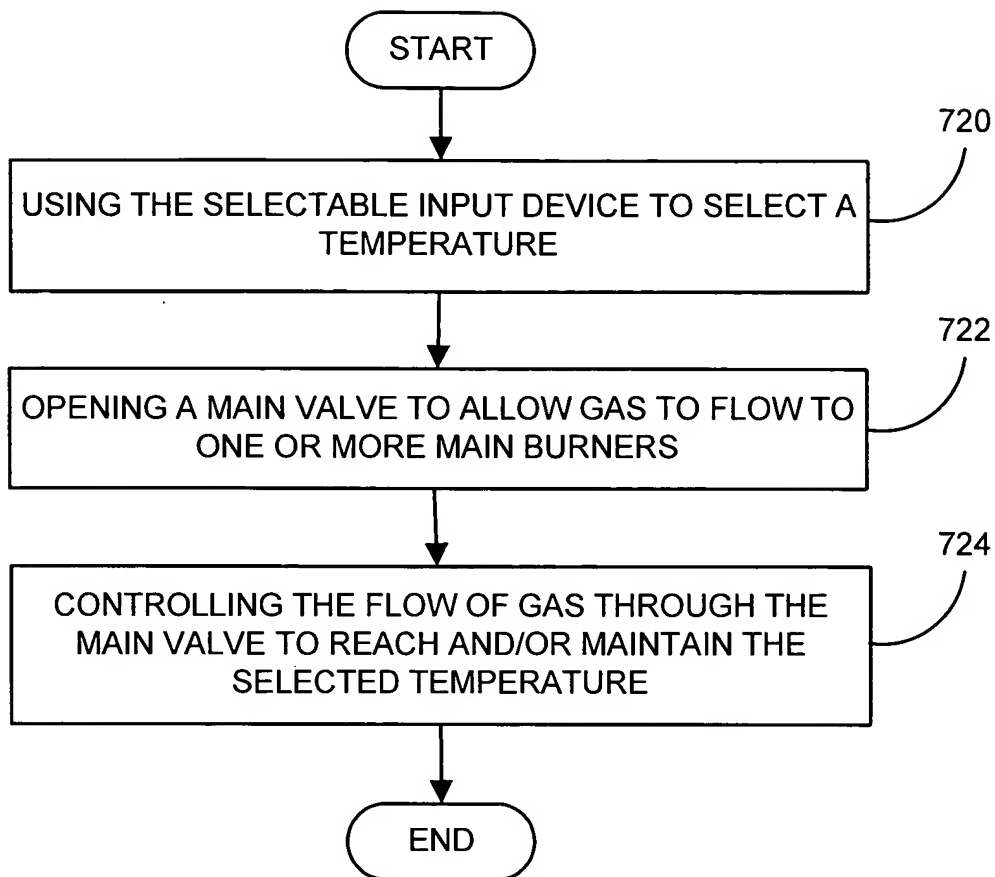 START
720
USING THE SELECTABLE INPUT DEVICE TO SELECT A
TEMPERATURE
722
OPENING A MAIN VALVE TO ALLOW GAS TO FLOW TO
ONE OR MORE MAIN BURNERS
724
CONTROLLING THE FLOW OF GAS THROUGH THE
MAIN VALVE TO REACH AND/OR MAINTAIN THE
SELECTED TEMPERATURE
END